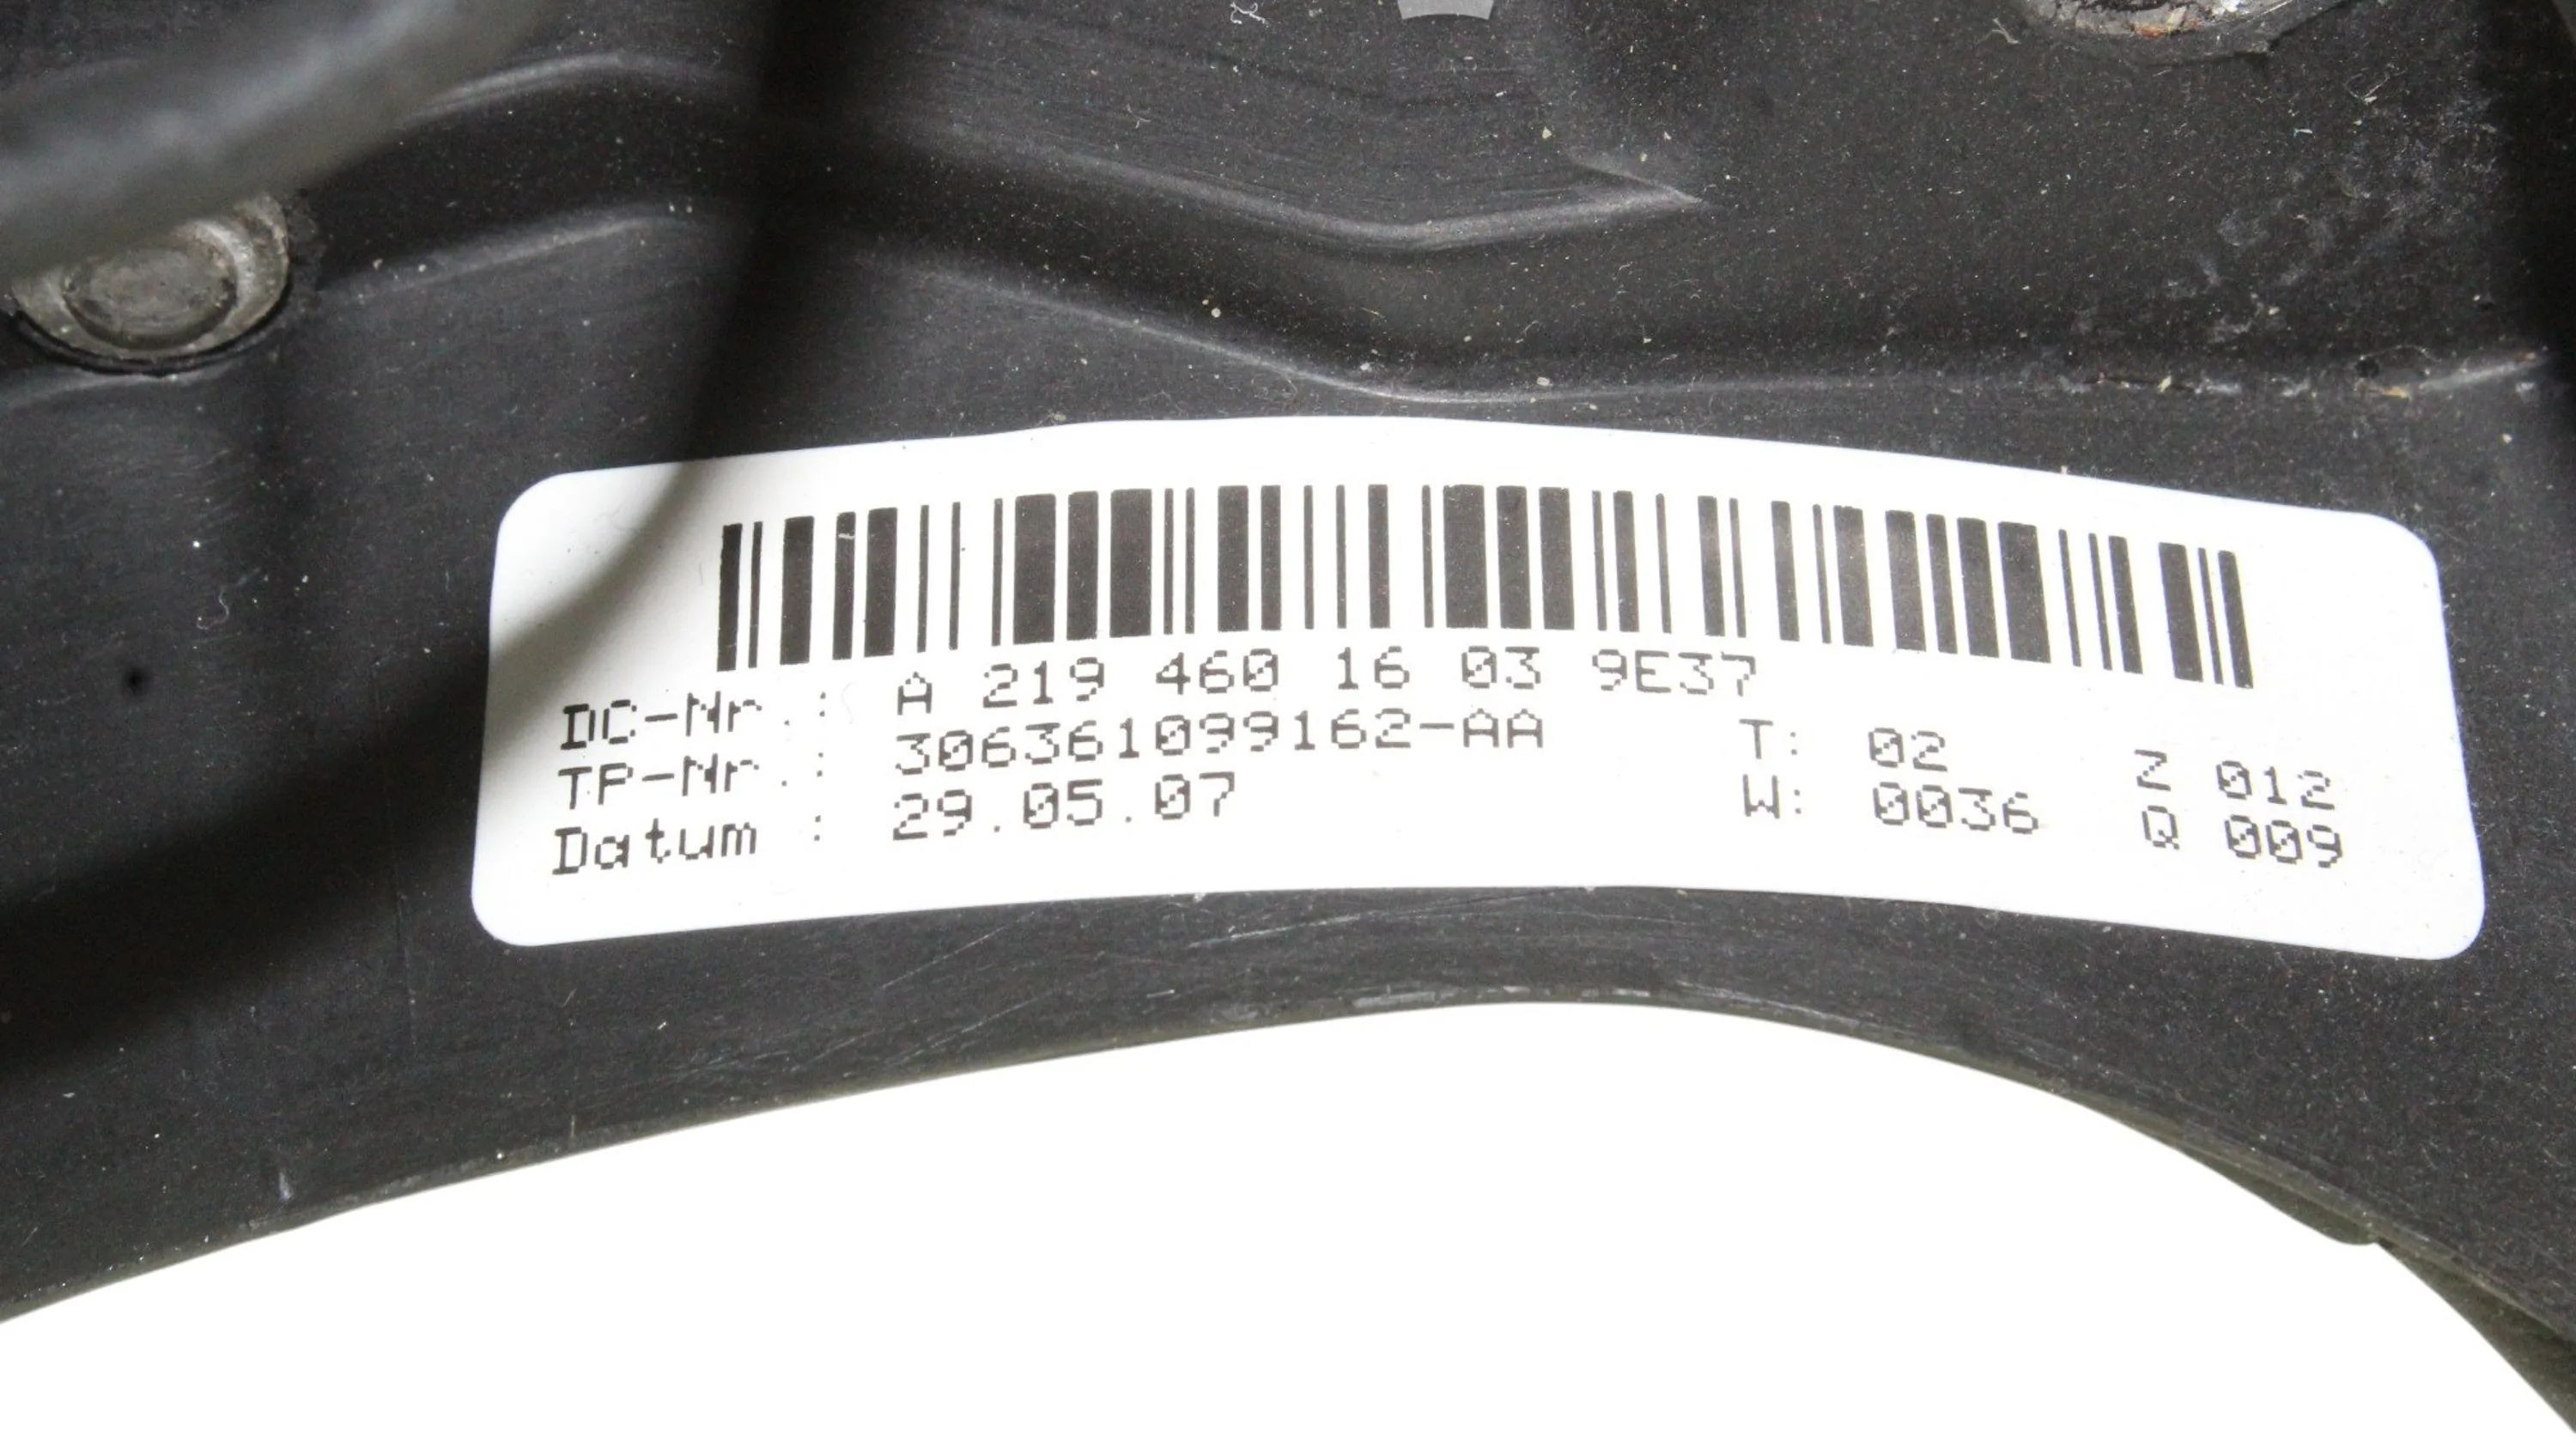 DC-Nr.: A 219 460 16 03 9E37
TP-Nr.: 306361099162-AA T: 02 Z 012
Datum : 29.05.07 W: 0036 Q 009